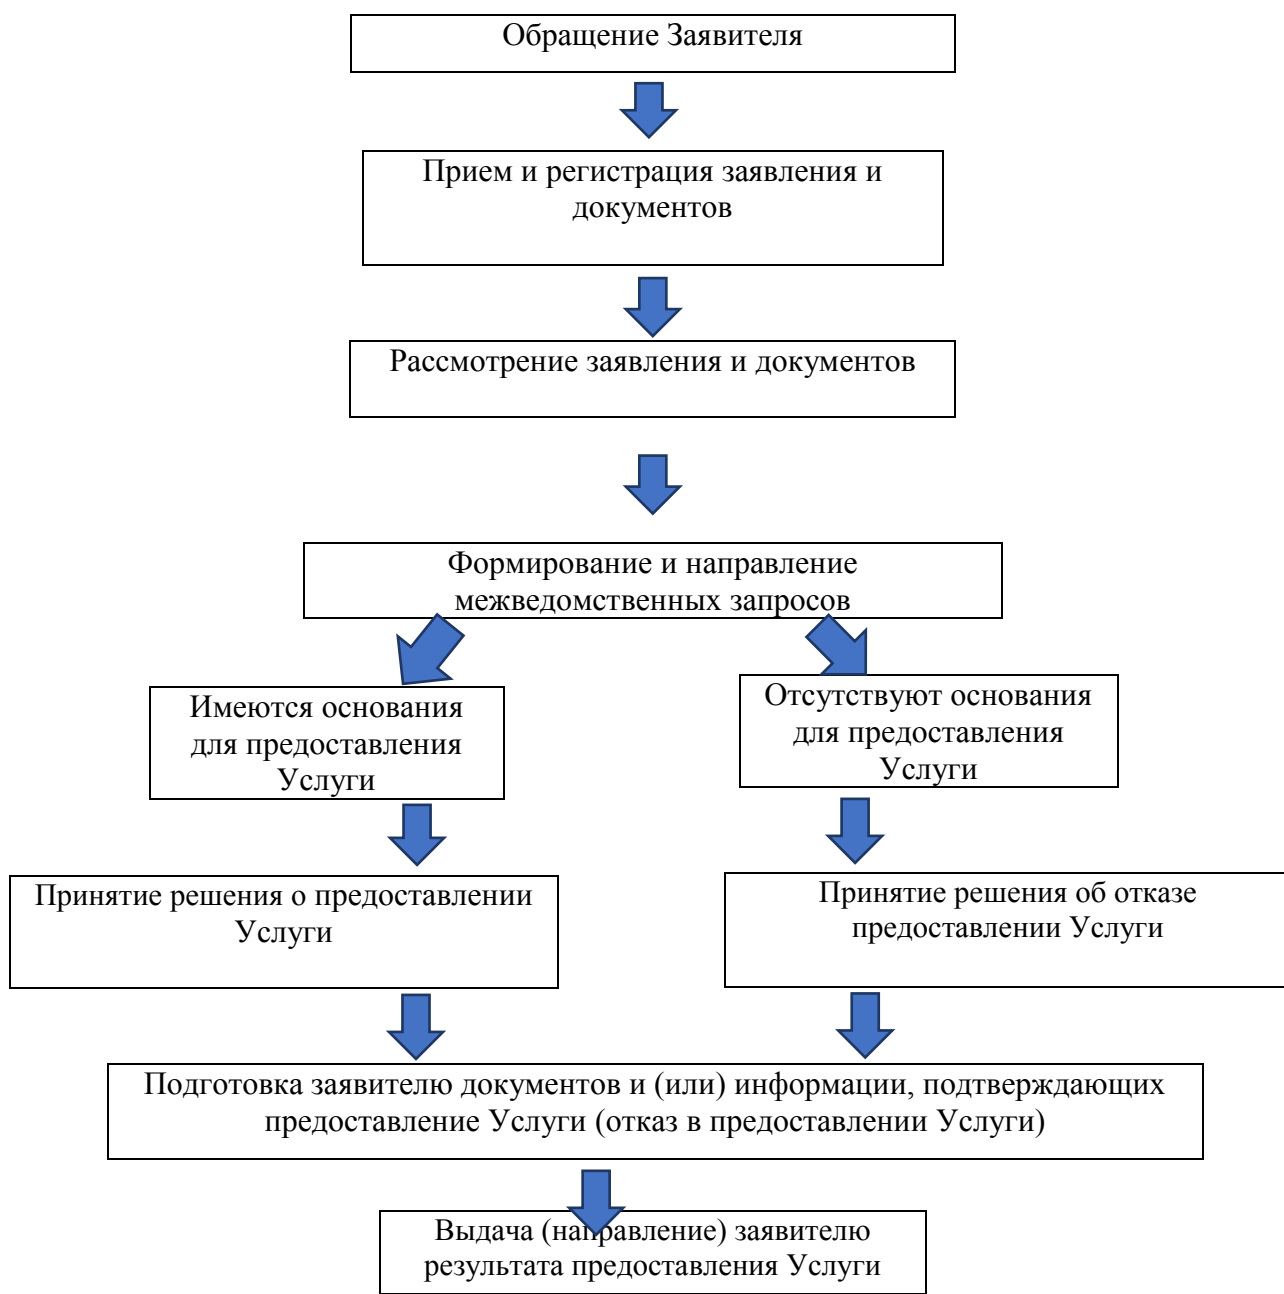 Обращение Заявителя
Прием и регистрация заявления и
документов
Рассмотрение заявления и документов
Формирование и направление
межведомственных запросов
Имеются основания
для предоставления
Услуги
Отсутствуют основания
для предоставления
Услуги
Принятие решения о предоставлении
Услуги
Принятие решения об отказе
предоставлении Услуги
Подготовка заявителю документов и (или) информации, подтверждающих
предоставление Услуги (отказ в предоставлении Услуги)
Выдача (направление) заявителю
результата предоставления Услуги